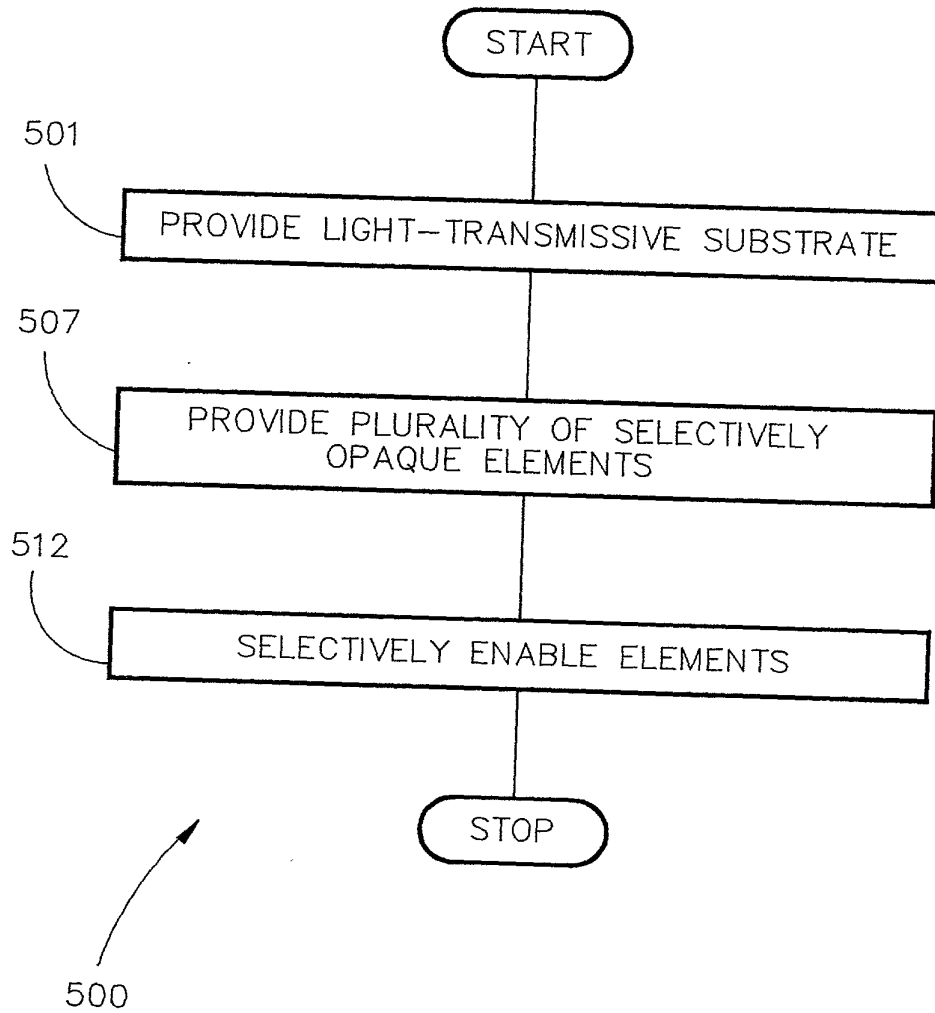 START
501
PROVIDE LIGHT-TRANSMISSIVE SUBSTRATE
507
PROVIDE PLURALITY OF SELECTIVELY
OPAQUE ELEMENTS
512
SELECTIVELY ENABLE ELEMENTS
STOP
500